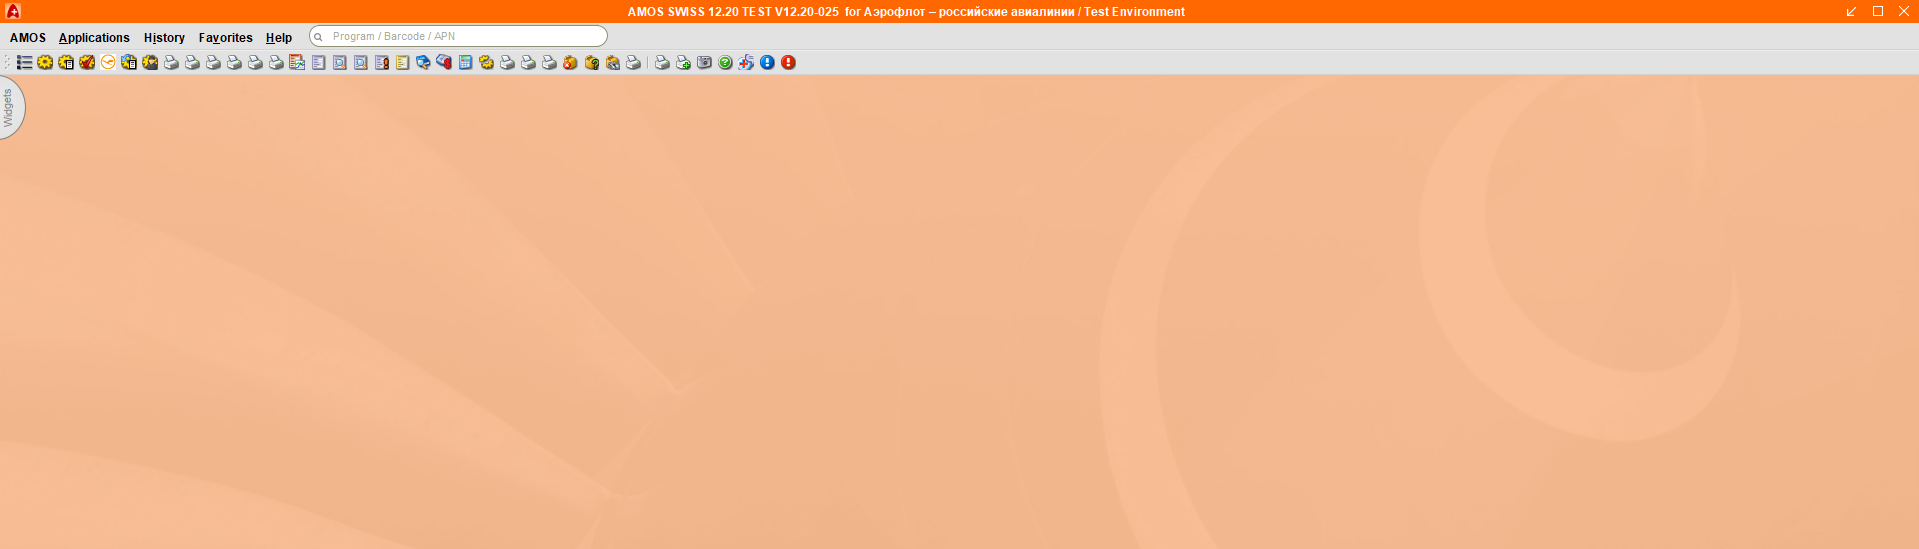 AMOS SWISS 12.20 TEST V12.20-025 for Аэрофлот – российские авиалинии / Test Environment
AMOS Applications History Favorites Help Program / Barcode / APN
Widgets